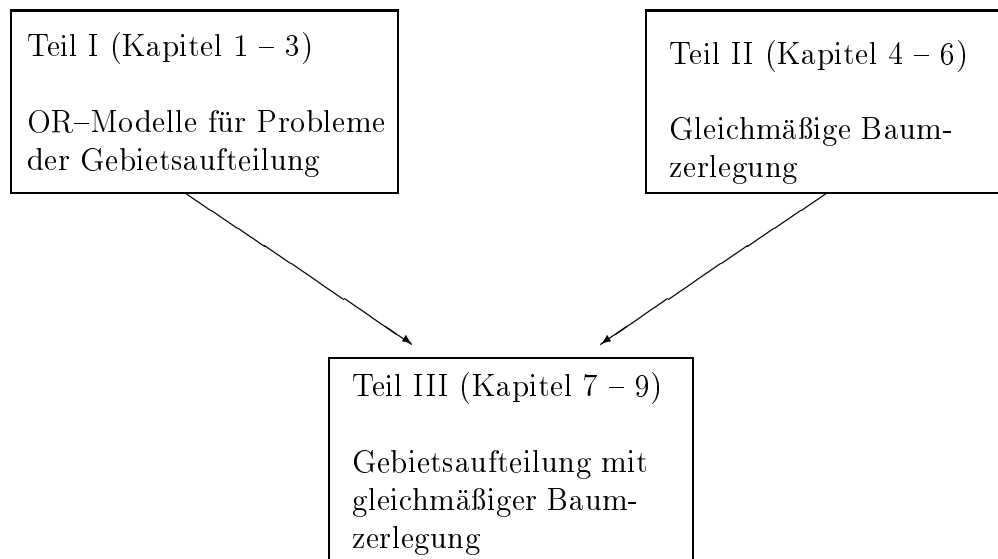 Teil I (Kapitel 1 – 3)
OR–Modelle für Probleme
der Gebietsaufteilung
Teil II (Kapitel 4 – 6)
Gleichmäßige Baum-
zerlegung
Teil III (Kapitel 7 – 9)
Gebietsaufteilung mit
gleichmäßiger Baum-
zerlegung